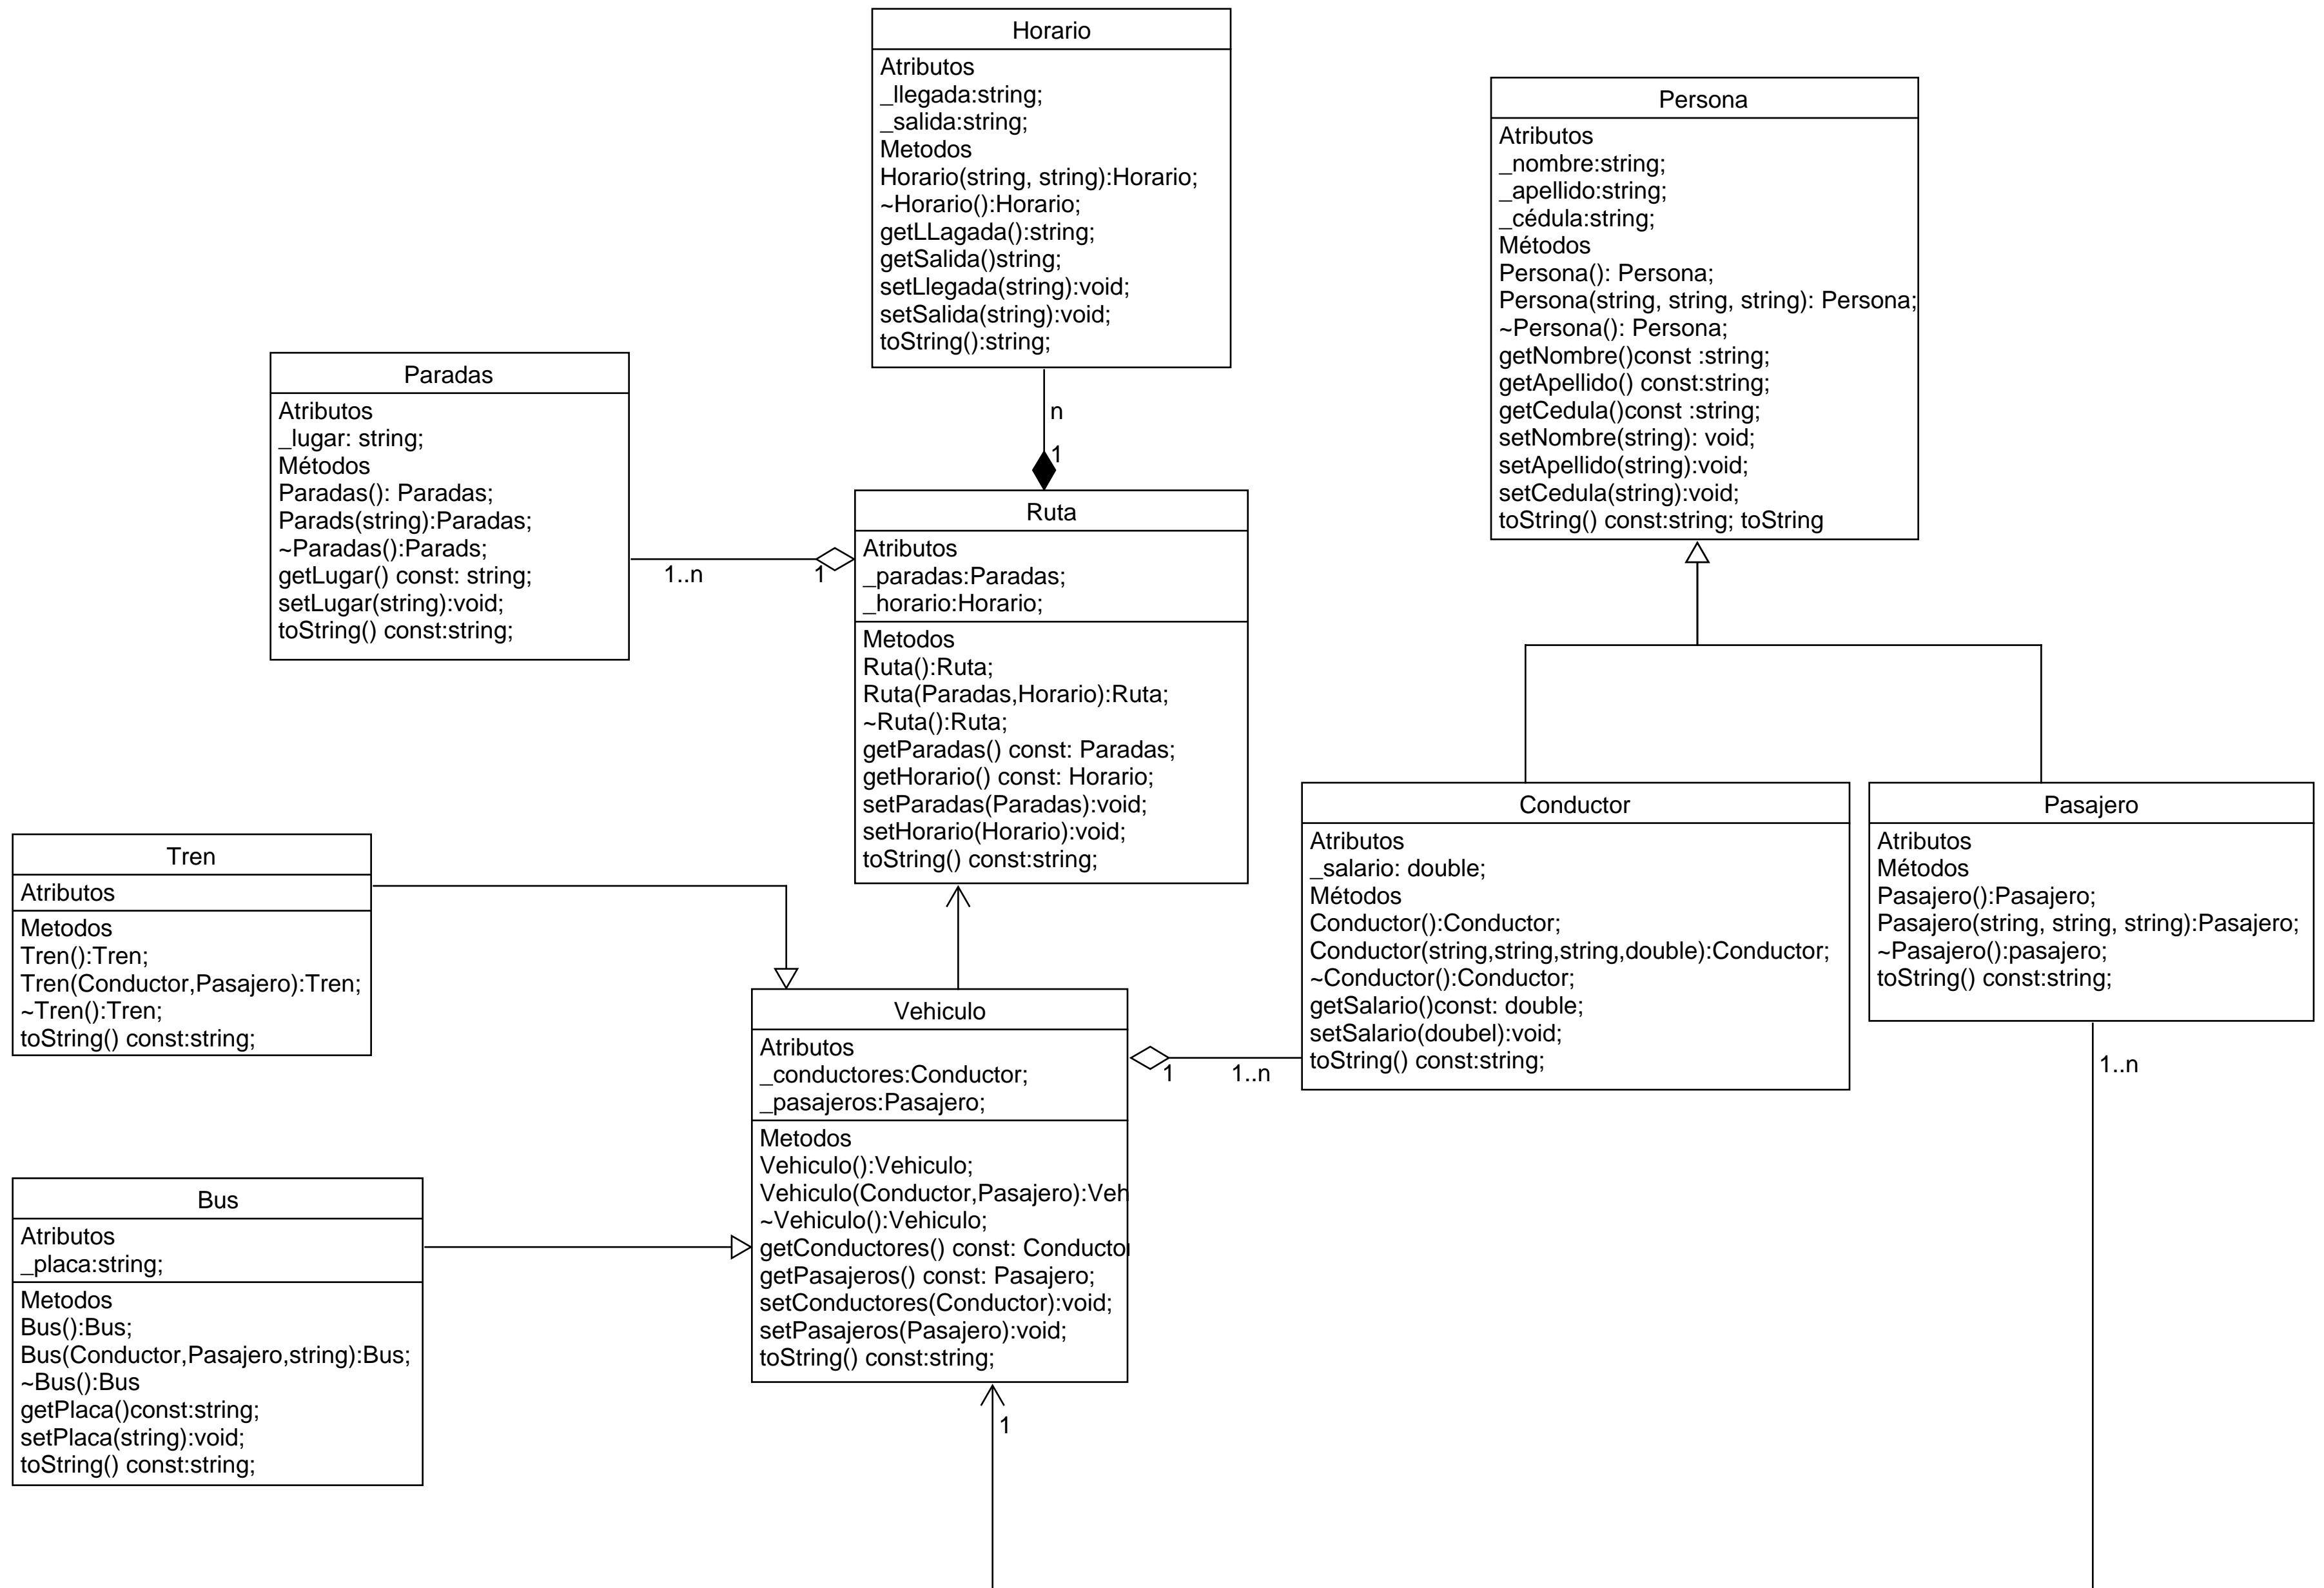 Horario
Atributos
_llegada:string;
_salida:string;
Metodos
Horario(string, string):Horario;
~Horario():Horario;
getLLagada():string;
getSalida()string;
setLlegada(string):void;
setSalida(string):void;
toString():string;
n
1
Persona
Atributos
_nombre:string;
_apellido:string;
_cédula:string;
Métodos
Persona(): Persona;
Persona(string, string, string): Persona;
~Persona(): Persona;
getNombre()const :string;
getApellido() const:string;
getCedula()const :string;
setNombre(string): void;
setApellido(string):void;
setCedula(string):void;
toString() const:string; toString
Paradas
Atributos
_lugar: string;
Métodos
Paradas(): Paradas;
Parads(string):Paradas;
~Paradas():Parads;
getLugar() const: string;
setLugar(string):void;
toString() const:string;
1..n
1
Ruta
Atributos
_paradas:Paradas;
_horario:Horario;
Metodos
Ruta():Ruta;
Ruta(Paradas,Horario):Ruta;
~Ruta():Ruta;
getParadas() const: Paradas;
getHorario() const: Horario;
setParadas(Paradas):void;
setHorario(Horario):void;
toString() const:string;
Conductor
Atributos
_salario: double;
Métodos
Conductor():Conductor;
Conductor(string,string,string,double):Conductor;
~Conductor():Conductor;
getSalario()const: double;
setSalario(doubel):void;
toString() const:string;
Pasajero
Atributos
Métodos
Pasajero():Pasajero;
Pasajero(string, string, string):Pasajero;
~Pasajero():pasajero;
toString() const:string;
1..n
Tren
Atributos
Metodos
Tren():Tren;
Tren(Conductor,Pasajero):Tren;
~Tren():Tren;
toString() const:string;
Vehiculo
Atributos
_conductores:Conductor;
_pasajeros:Pasajero;
Metodos
Vehiculo():Vehiculo;
Vehiculo(Conductor,Pasajero):Veh
~Vehiculo():Vehiculo;
getConductores() const: Conductor
getPasajeros() const: Pasajero;
setConductores(Conductor):void;
setPasajeros(Pasajero):void;
toString() const:string;
1
1..n
1
Bus
Atributos
_placa:string;
Metodos
Bus():Bus;
Bus(Conductor,Pasajero,string):Bus;
~Bus():Bus
getPlaca()const:string;
setPlaca(string):void;
toString() const:string;